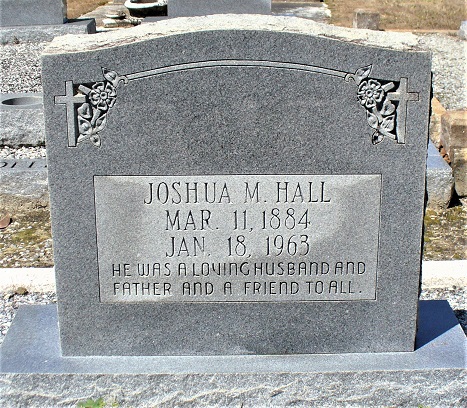 JOSHUA M. HALL
MAR. 11, 1884
JAN. 18, 1963
HE WAS A LOVING HUSBAND AND
FATHER AND A FRIEND TO ALL.